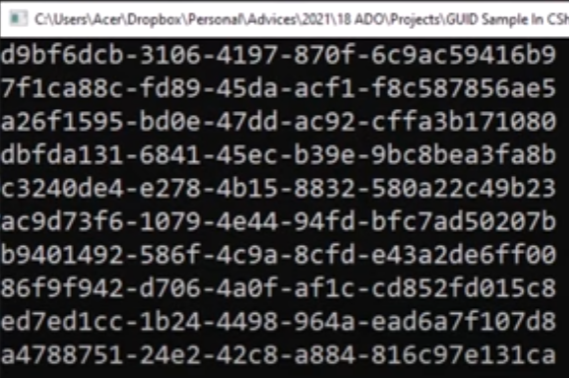 C:\Users\Acer\Dropbox\Personal\Advices\2021\18 ADO\Projects\GUID Sample In CSh
d9bf6dcb-3106-4197-870f-6c9ac59416b9
7f1ca88c-fd89-45da-acf1-f8c587856ae5
a26f1595-bd0e-47dd-ac92-cffa3b171080
dbfda131-6841-45ec-b39e-9bc8bea3fa8b
c3240de4-e278-4b15-8832-580a22c49b23
ac9d73f6-1079-4e44-94fd-bfc7ad50207b
b9401492-586f-4c9a-8cfd-e43a2de6ff00
86f9f942-d706-4a0f-af1c-cd852fd015c8
ed7ed1cc-1b24-4498-964a-ead6a7f107d8
a4788751-24e2-42c8-a884-816c97e131ca